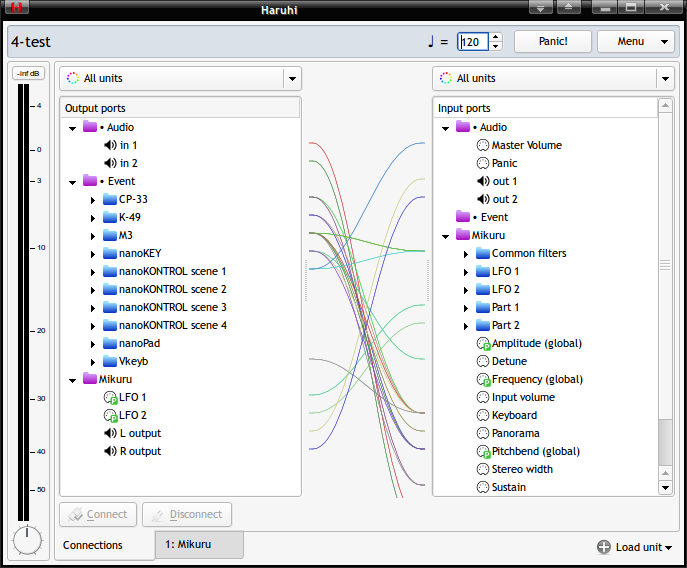 Haruhi
4-test
♩ =
120
Panic!
Menu
-inf dB
4
0
3
10
20
30
40
50
All units
Output ports
• Audio
in 1
in 2
• Event
CP-33
K-49
M3
nanoKEY
nanoKONTROL scene 1
nanoKONTROL scene 2
nanoKONTROL scene 3
nanoKONTROL scene 4
nanoPad
Vkeyb
Mikuru
LFO 1
LFO 2
L output
R output
All units
Input ports
• Audio
Master Volume
Panic
out 1
out 2
• Event
Mikuru
Common filters
LFO 1
LFO 2
Part 1
Part 2
Amplitude (global)
Detune
Frequency (global)
Input volume
Keyboard
Panorama
Pitchbend (global)
Stereo width
Sustain
Connect
Disconnect
Connections
1: Mikuru
Load unit